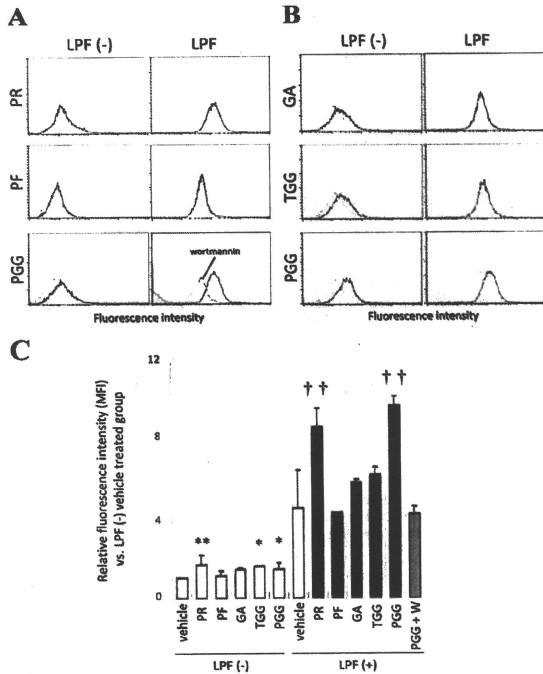 A
LPF (-) LPF
PR
PF
PGG
wortmannin
Fluorescence intensity
B
LPF (-) LPF
GA
TGG
PGG
Fluorescence intensity
C
Relative fluorescence intensity (MFI)
vs. LPF (-) vehicle treated group
12
8
4
0
** * *
† † † †
vehicle PR PF GA TGG PGG vehicle PR PF GA TGG PGG PGG + W
LPF (-) LPF (+)